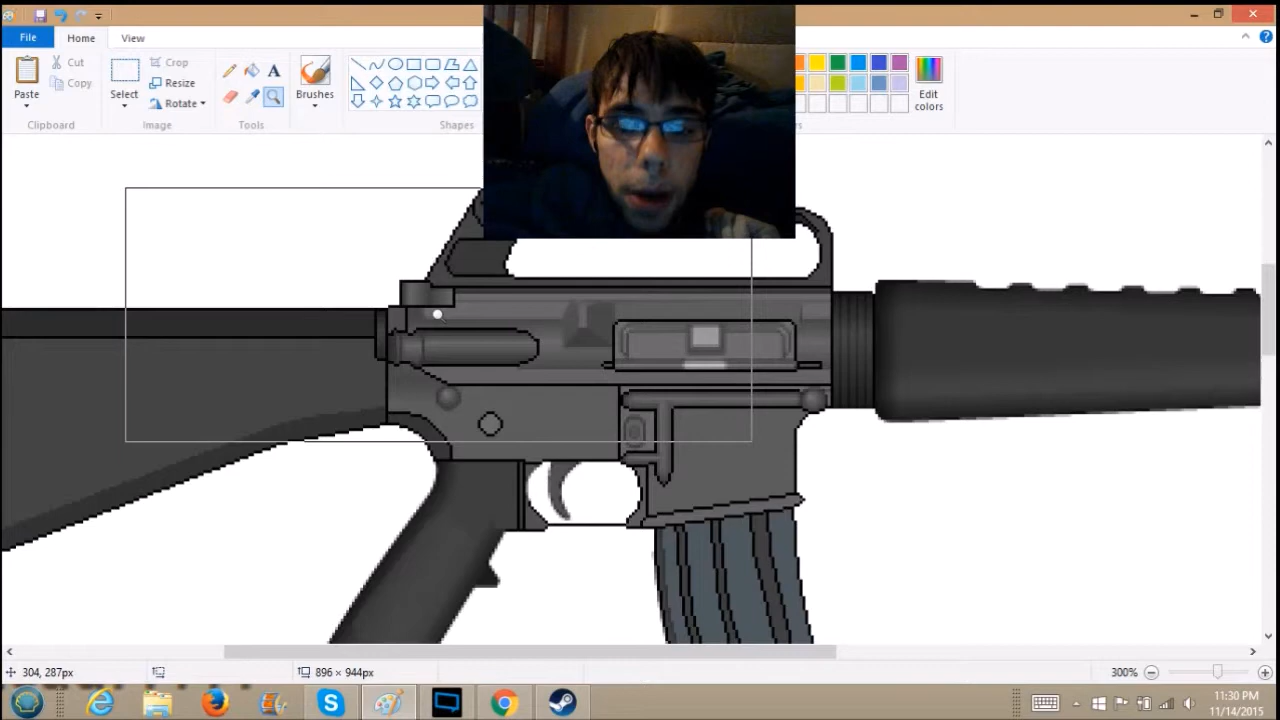 File
Home
View
Paste
Cut
Copy
Clipboard
Select
Crop
Resize
Rotate
Image
A
Tools
Brushes
Shapes
Edit
colors
304, 287px
896 × 944px
300%
11:30 PM
11/14/2015